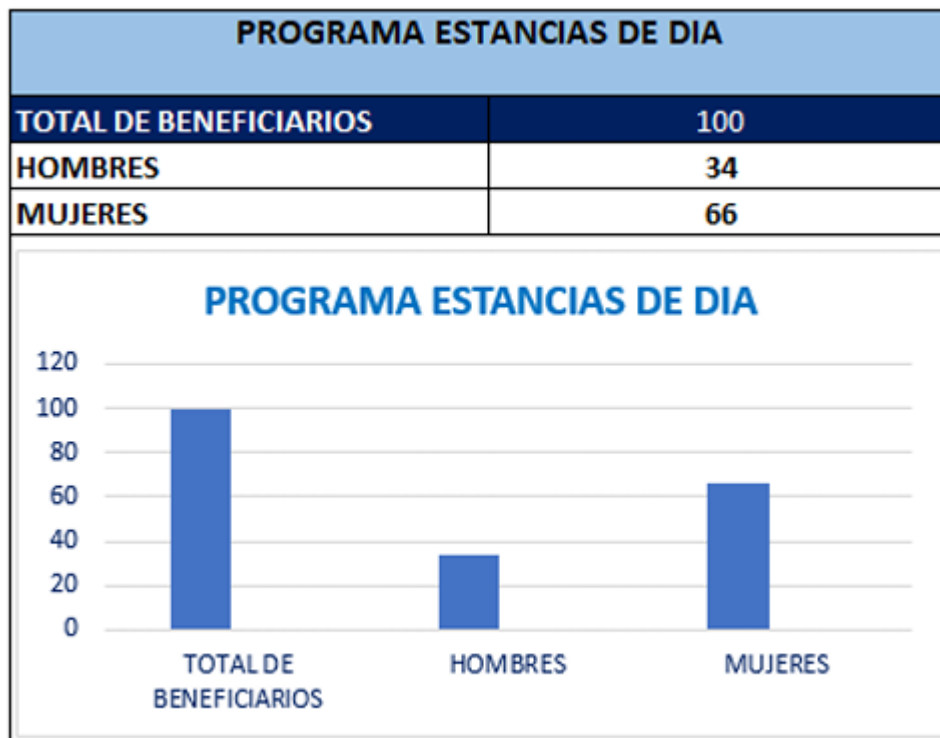 PROGRAMA ESTANCIAS DE DIA
TOTAL DE BENEFICIARIOS 100
HOMBRES 34
MUJERES 66
PROGRAMA ESTANCIAS DE DIA
120
100
80
60
40
20
0
TOTAL DE
BENEFICIARIOS
HOMBRES
MUJERES